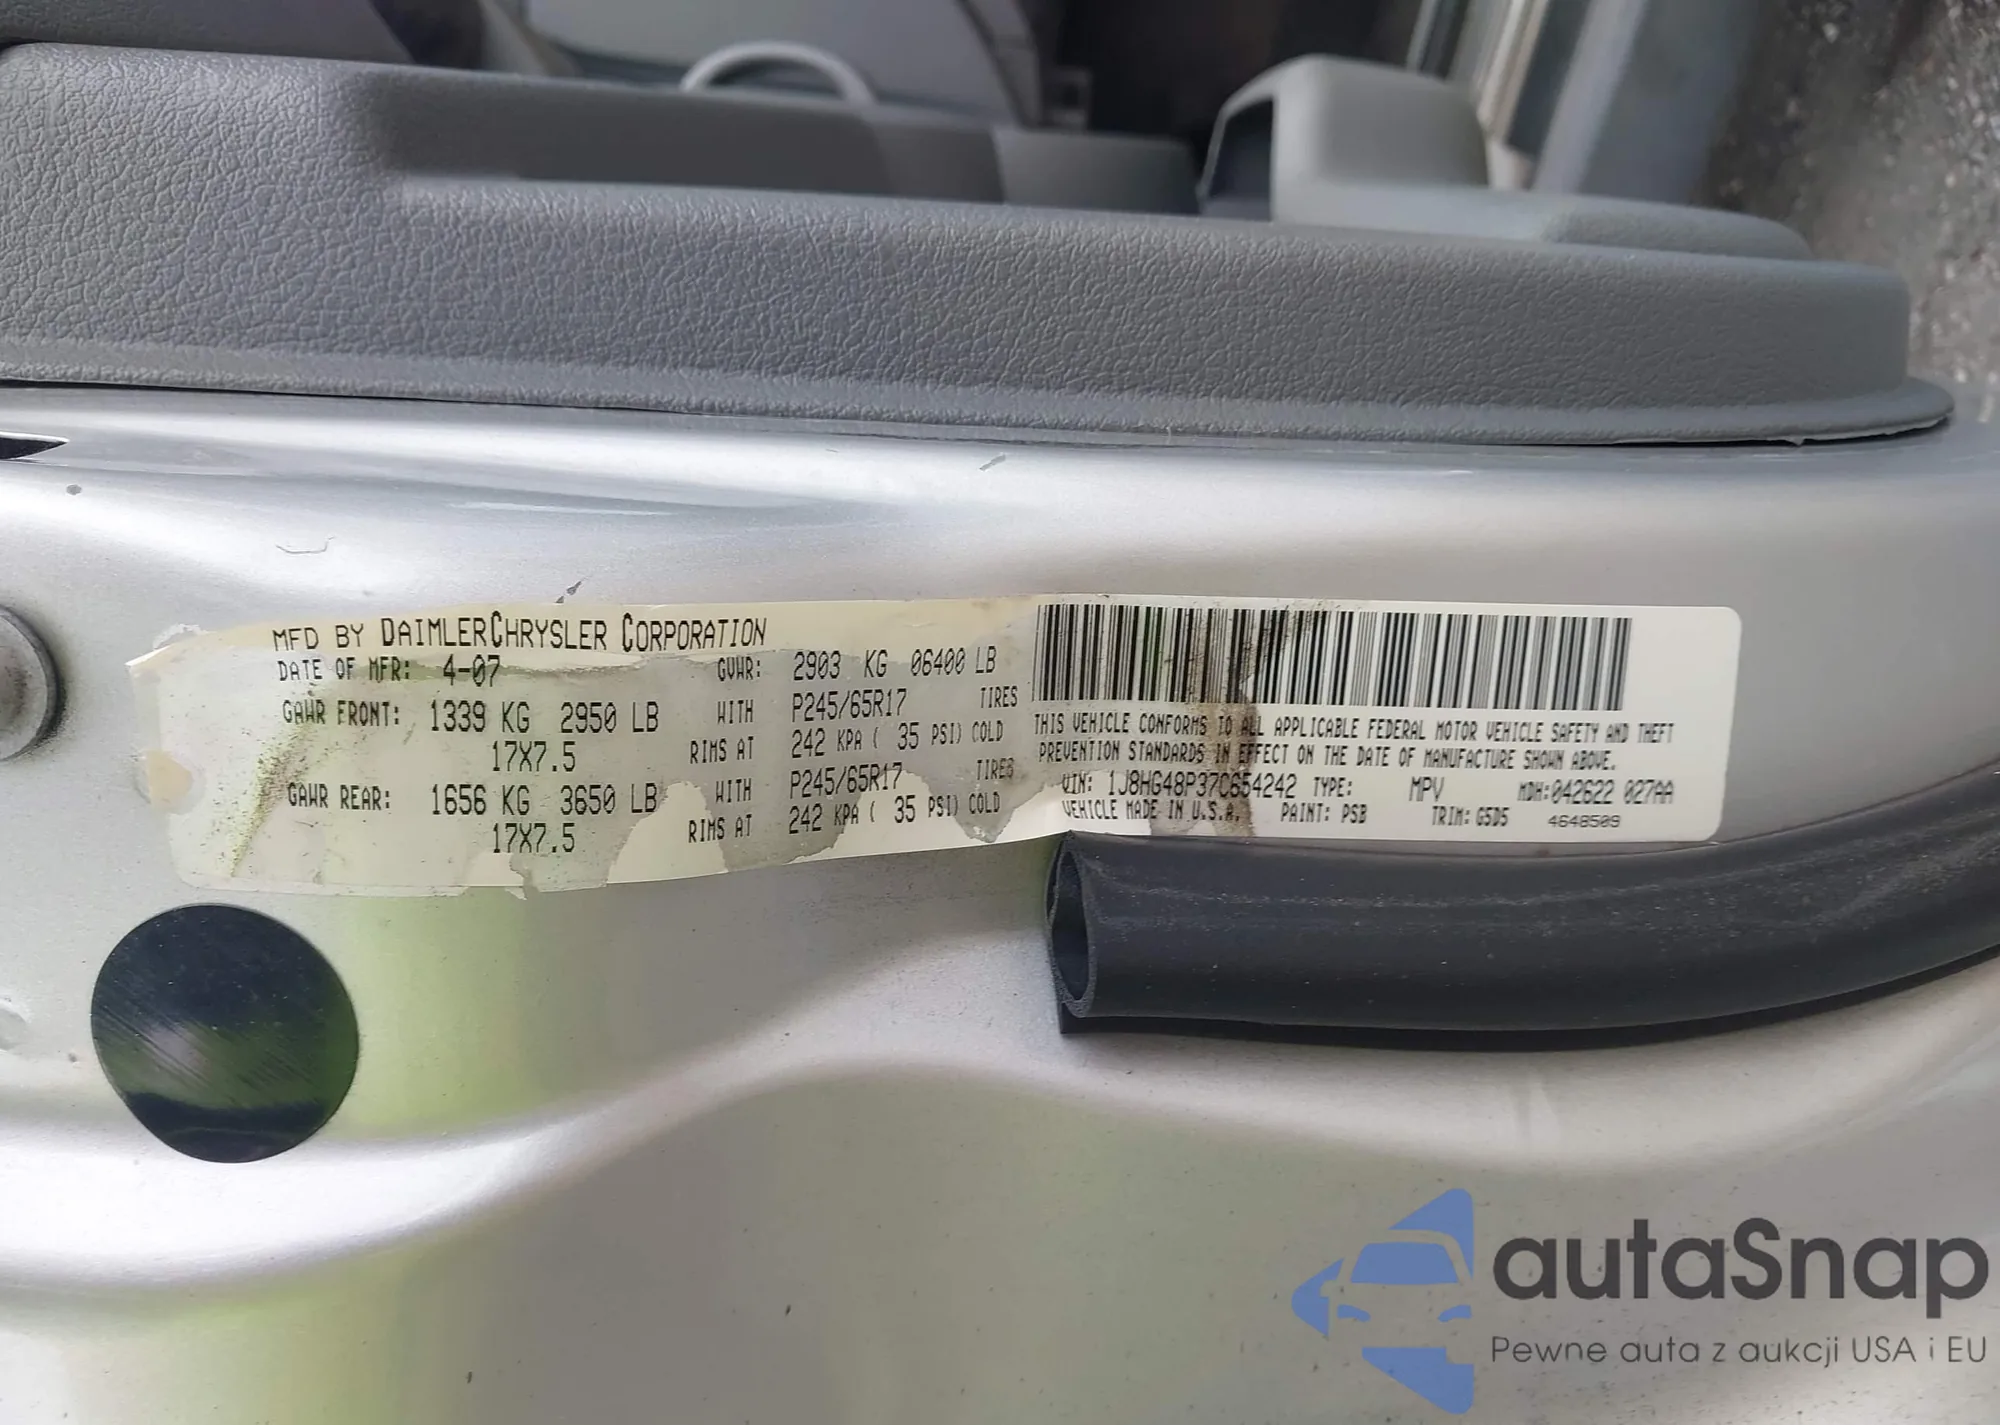 MFD BY DAIMLERCHRYSLER CORPORATION
DATE OF MFR: 4-07 GVWR: 2903 KG 06400 LB
GAWR FRONT: 1339 KG 2950 LB WITH P245/65R17 TIRES
17X7.5 RIMS AT 242 KPA ( 35 PSI) COLD
GAWR REAR: 1656 KG 3650 LB WITH P245/65R17 TIRES
17X7.5 RIMS AT 242 KPA ( 35 PSI) COLD
THIS VEHICLE CONFORMS TO ALL APPLICABLE FEDERAL MOTOR VEHICLE SAFETY AND THEFT
PREVENTION STANDARDS IN EFFECT ON THE DATE OF MANUFACTURE SHOWN ABOVE.
VIN: 1J8HG48P37C654242 TYPE: MPV MDH: 042622 027AA
VEHICLE MADE IN U.S.A. PAINT: PSB TRIM: G5D5 4648509
autaSnap
Pewne auta z aukcji USA i EU